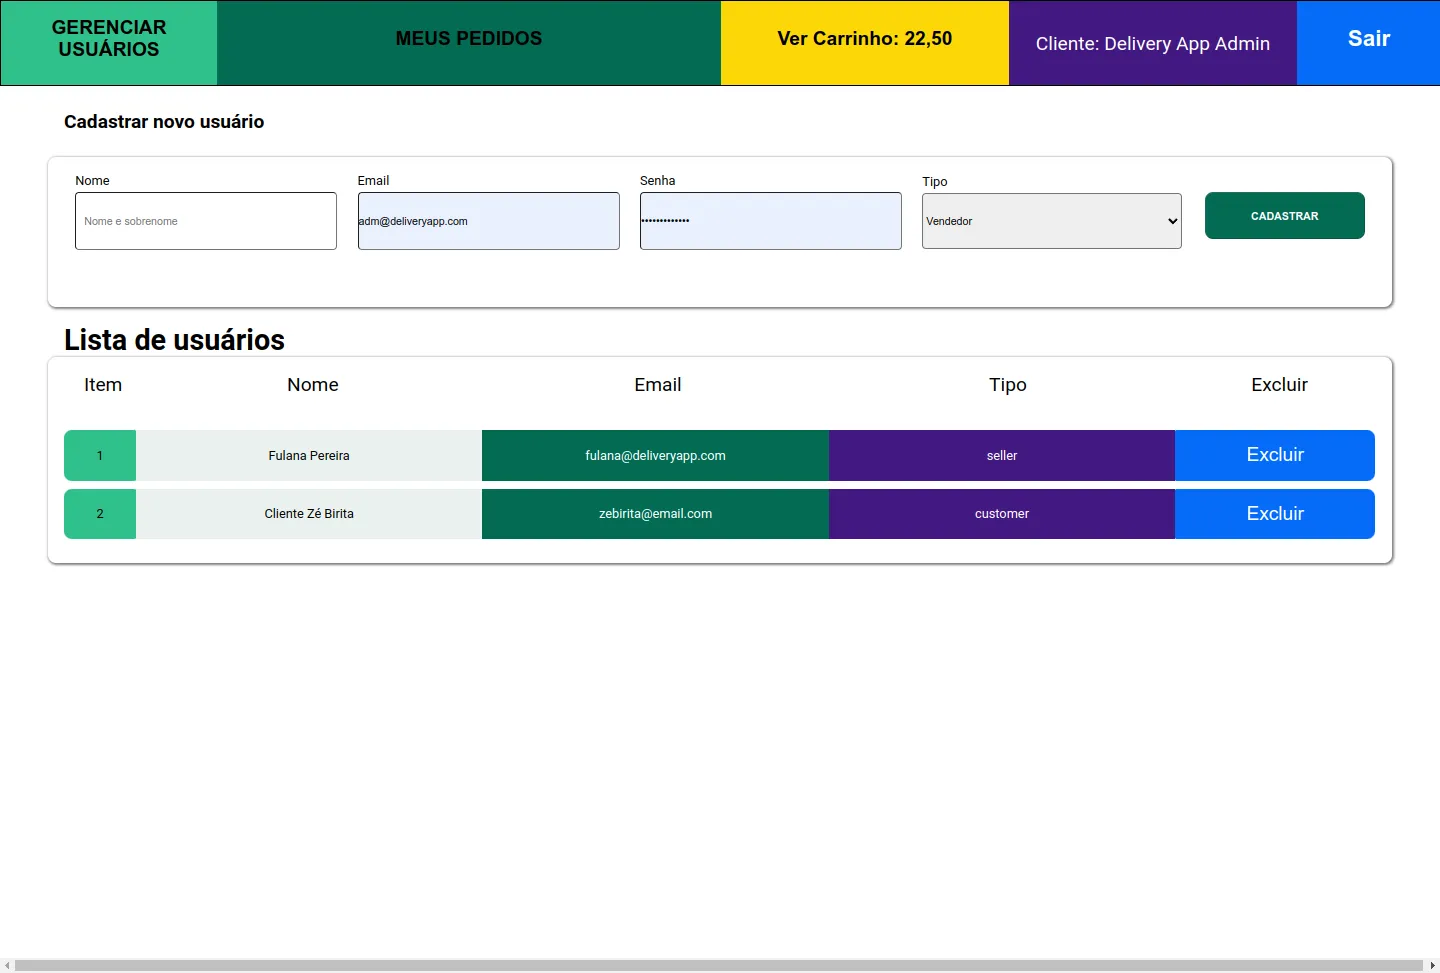 GERENCIAR
USUÁRIOS
MEUS PEDIDOS
Ver Carrinho: 22,50
Cliente: Delivery App Admin
Sair
Cadastrar novo usuário
Nome
Email
Senha
Tipo
Nome e sobrenome
adm@deliveryapp.com
•••••••••••••
Vendedor
CADASTRAR
Lista de usuários
Item Nome Email Tipo Excluir
1 Fulana Pereira fulana@deliveryapp.com seller Excluir
2 Cliente Zé Birita zebirita@email.com customer Excluir